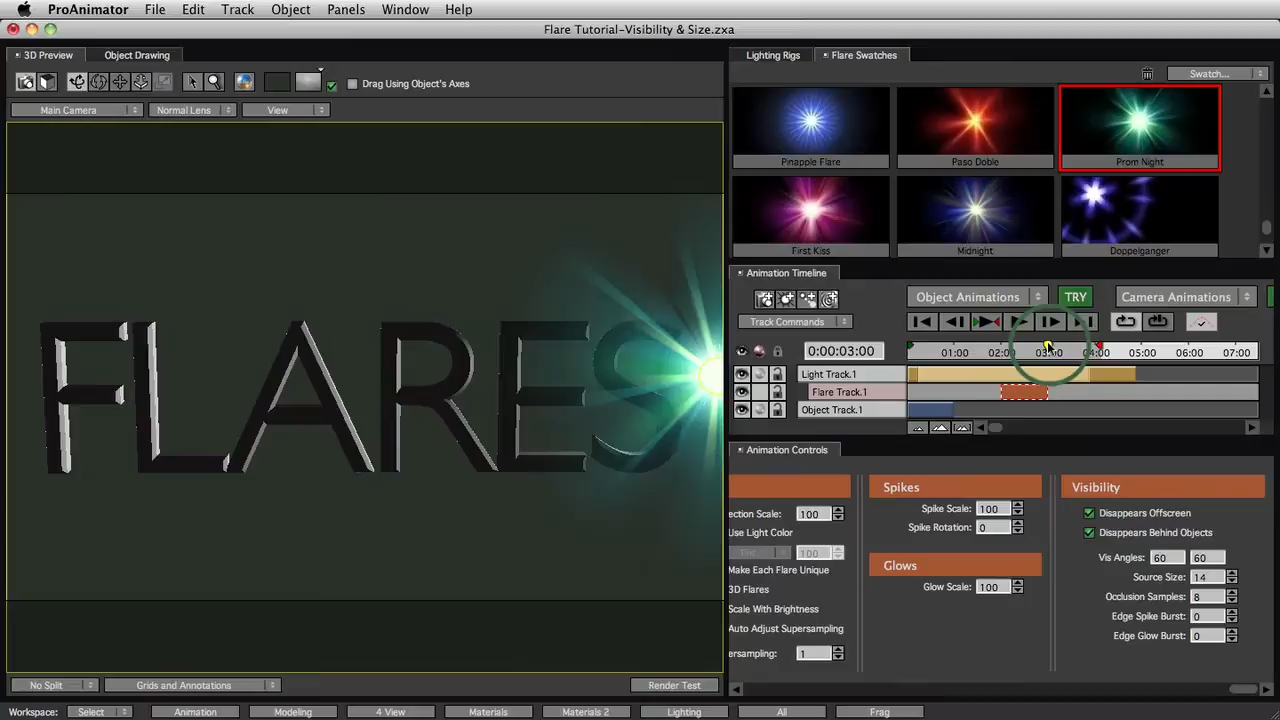 ProAnimator File Edit Track Object Panels Window Help
Flare Tutorial-Visibility & Size.zxa
3D Preview Object Drawing
Drag Using Object's Axes
Main Camera Normal Lens View
FLARES
No Split Grids and Annotations Render Test
Lighting Rigs Flare Swatches
Swatch...
Pinapple Flare Paso Doble Prom Night
First Kiss Midnight Doppelganger
Animation Timeline
Object Animations TRY Camera Animations
Track Commands
0:00:03:00 01:00 02:00 03:00 04:00 05:00 06:00 07:00
Light Track.1
Flare Track.1
Object Track.1
Animation Controls
Spikes Visibility
ection Scale: 100 Spike Scale: 100 Disappears Offscreen
Use Light Color Spike Rotation: 0 Disappears Behind Objects
Tint 100 Vis Angles: 60 60
Make Each Flare Unique Glows Source Size: 14
3D Flares Glow Scale: 100 Occlusion Samples: 8
Scale With Brightness Edge Spike Burst: 0
Auto Adjust Supersampling Edge Glow Burst: 0
ersampling: 1
Workspace: Select Animation Modeling 4 View Materials Materials 2 Lighting All Frag